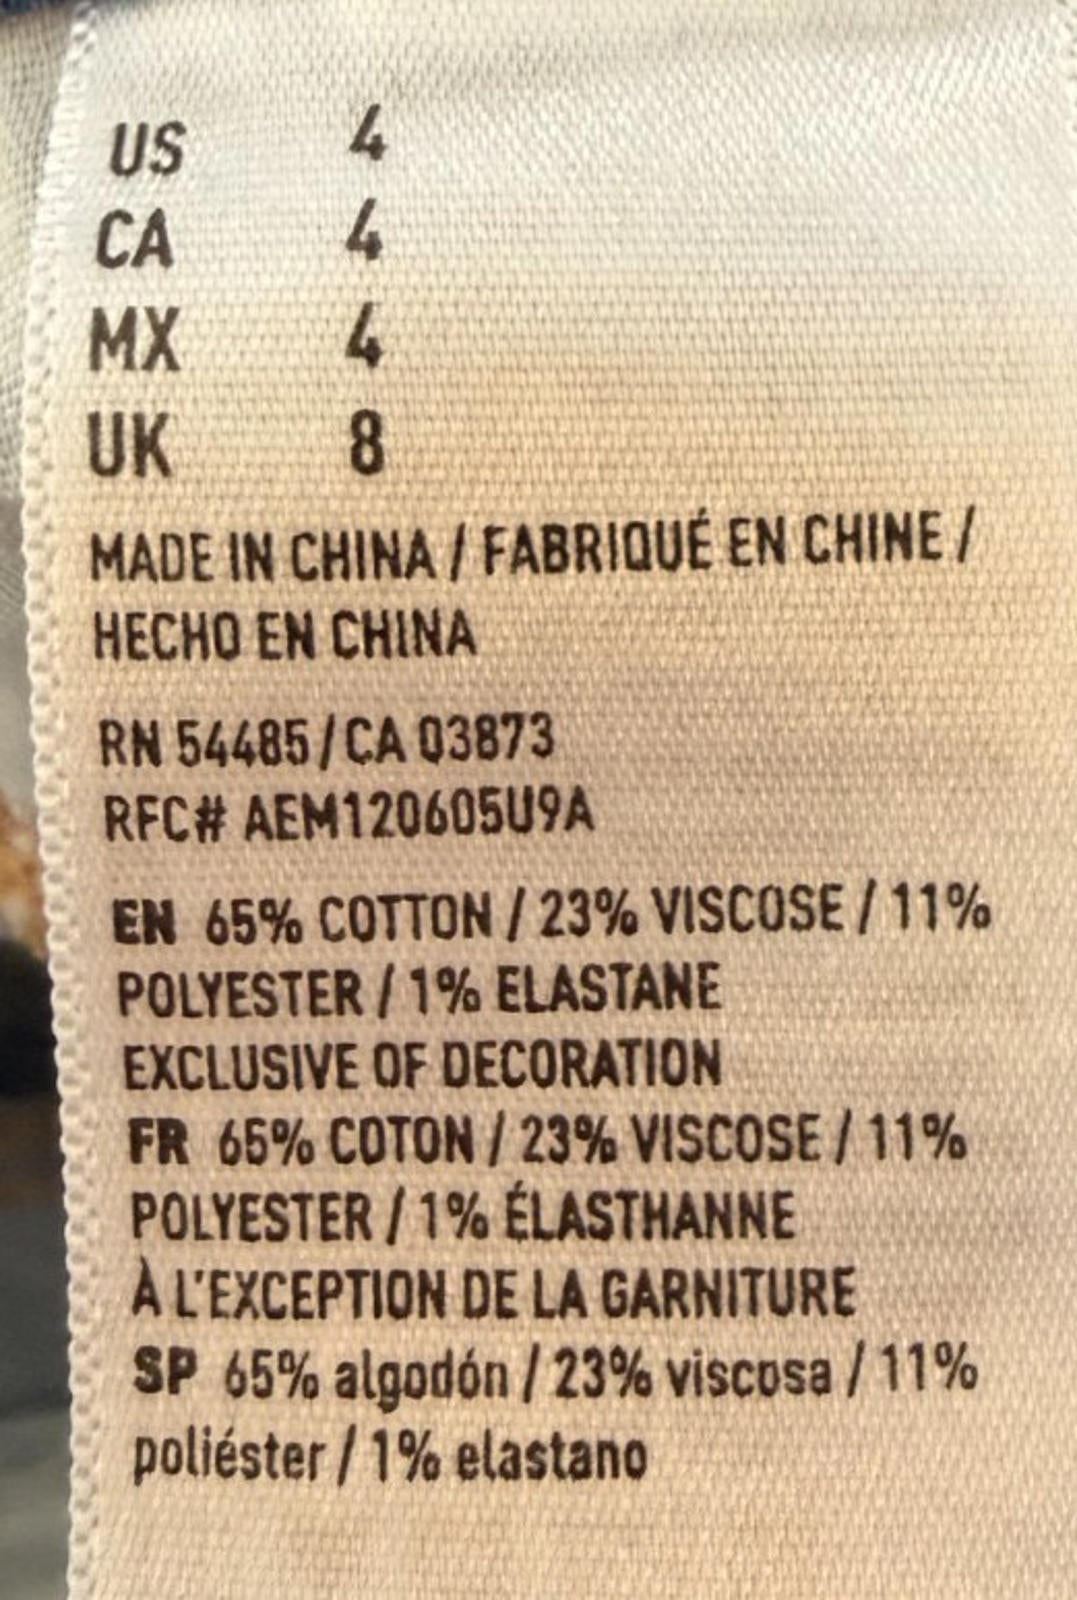 US 4
CA 4
MX 4
UK 8
MADE IN CHINA / FABRIQUÉ EN CHINE /
HECHO EN CHINA
RN 54485 / CA 03873
RFC# AEM120605U9A
EN 65% COTTON / 23% VISCOSE / 11%
POLYESTER / 1% ELASTANE
EXCLUSIVE OF DECORATION
FR 65% COTON / 23% VISCOSE / 11%
POLYESTER / 1% ÉLASTHANNE
À L'EXCEPTION DE LA GARNITURE
SP 65% algodón / 23% viscosa / 11%
poliéster / 1% elastano